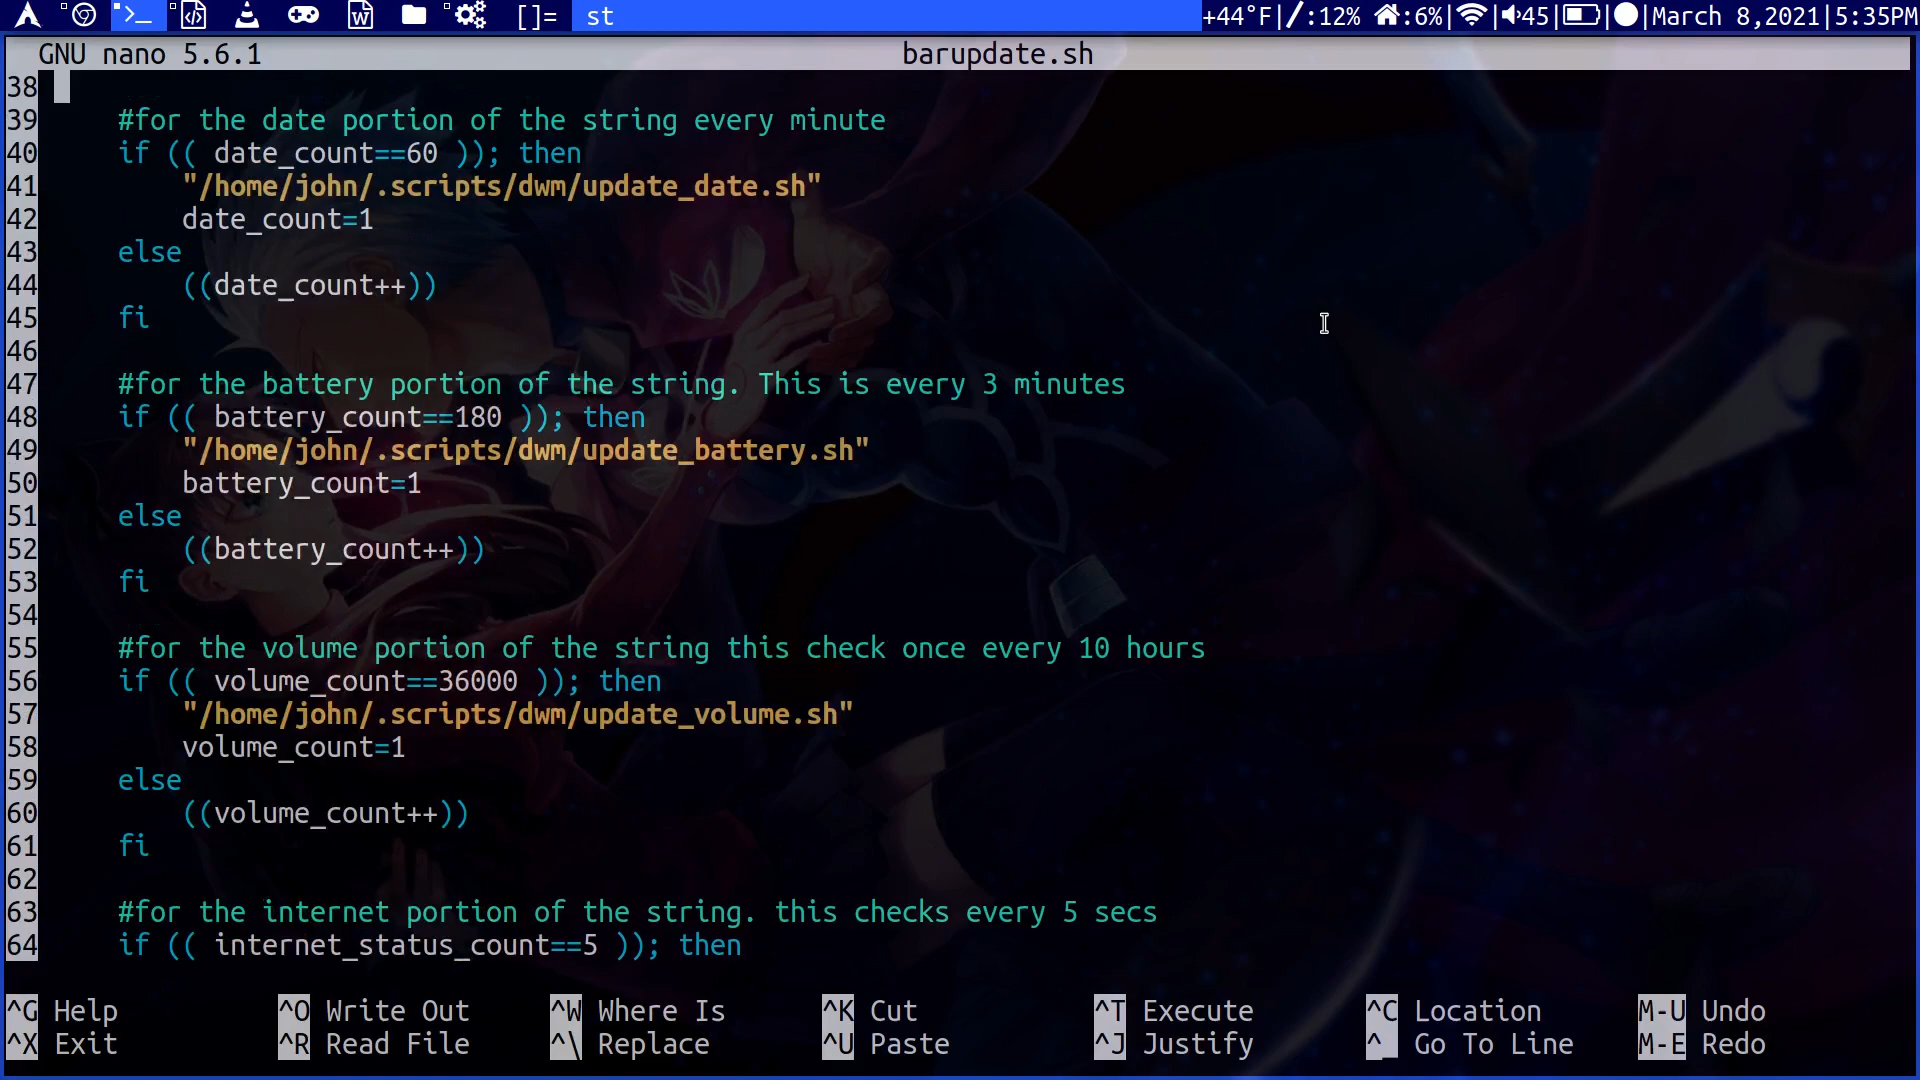 []= st +44°F|/:12% :6%| |45| | |March 8,2021|5:35PM
GNU nano 5.6.1 barupdate.sh
38
39 #for the date portion of the string every minute
40 if (( date_count==60 )); then
41 "/home/john/.scripts/dwm/update_date.sh"
42 date_count=1
43 else
44 ((date_count++))
45 fi
46
47 #for the battery portion of the string. This is every 3 minutes
48 if (( battery_count==180 )); then
49 "/home/john/.scripts/dwm/update_battery.sh"
50 battery_count=1
51 else
52 ((battery_count++))
53 fi
54
55 #for the volume portion of the string this check once every 10 hours
56 if (( volume_count==36000 )); then
57 "/home/john/.scripts/dwm/update_volume.sh"
58 volume_count=1
59 else
60 ((volume_count++))
61 fi
62
63 #for the internet portion of the string. this checks every 5 secs
64 if (( internet_status_count==5 )); then
^G Help ^O Write Out ^W Where Is ^K Cut ^T Execute ^C Location M-U Undo
^X Exit ^R Read File ^\ Replace ^U Paste ^J Justify ^_ Go To Line M-E Redo